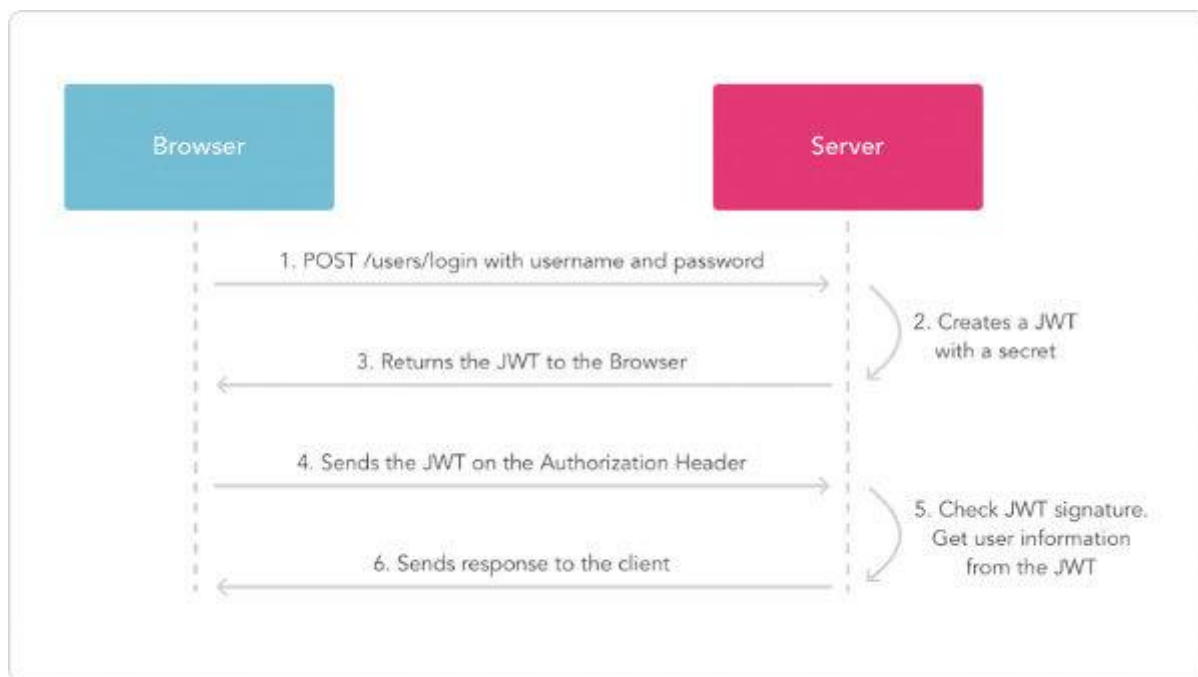 Browser
Server
1. POST /users/login with username and password
2. Creates a JWT
with a secret
3. Returns the JWT to the Browser
4. Sends the JWT on the Authorization Header
5. Check JWT signature.
Get user information
from the JWT
6. Sends response to the client